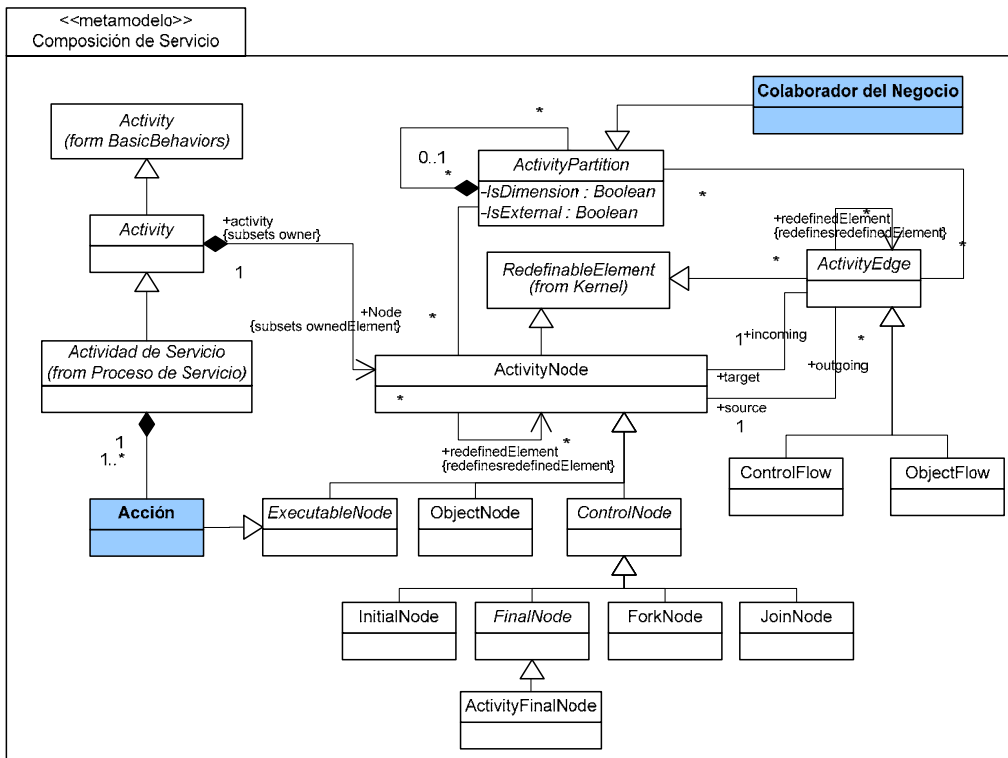 <<metamodelo>>
Composición de Servicio
Colaborador del Negocio
Activity
(form BasicBehaviors)
*
0..1
*
ActivityPartition
-IsDimension : Boolean
-IsExternal : Boolean
*
+redefinedElement
*
{redefinesredefinedElement}
*
Activity
+activity
{subsets owner}
1
RedefinableElement
(from Kernel)
*
ActivityEdge
+Node
{subsets ownedElement}
*
1
+incoming
*
+outgoing
Actividad de Servicio
(from Proceso de Servicio)
ActivityNode
+target
*
+source
1
1
1..*
+redefinedElement
*
{redefinesredefinedElement}
ControlFlow
ObjectFlow
Acción
ExecutableNode
ObjectNode
ControlNode
InitialNode
FinalNode
ForkNode
JoinNode
ActivityFinalNode